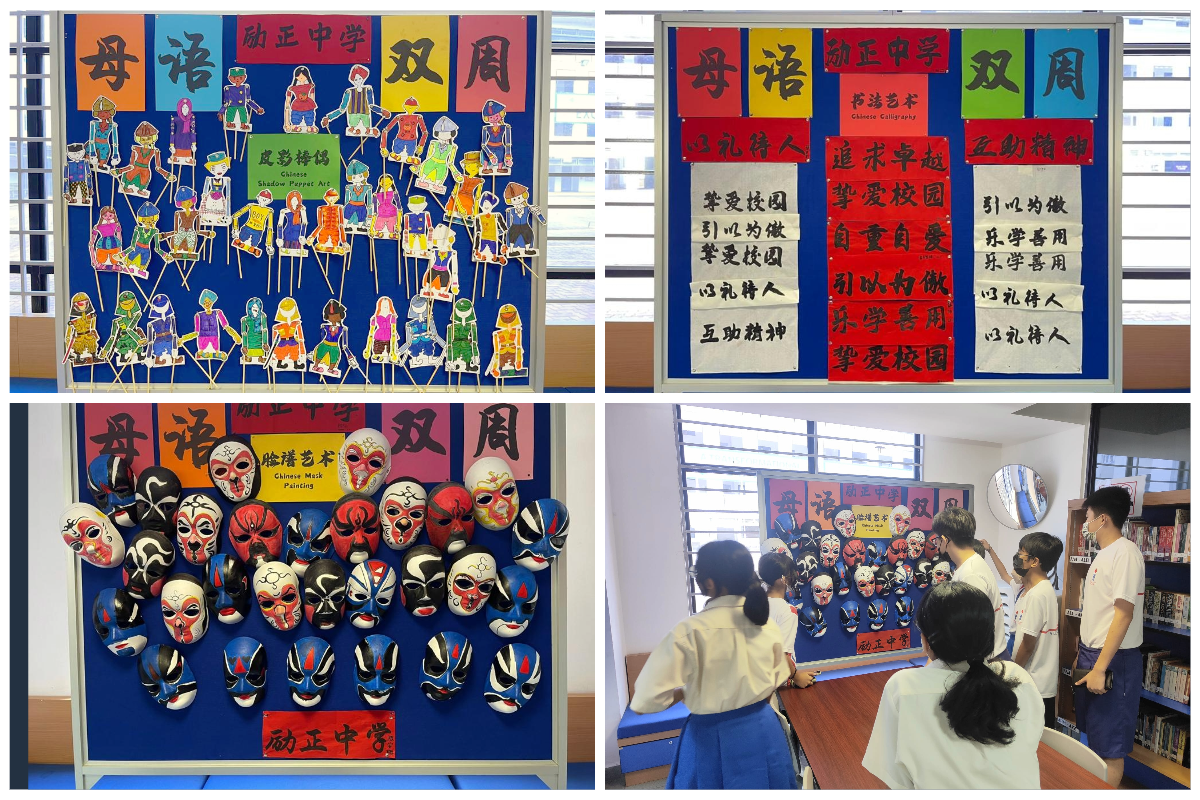 母语 励正中学 双周
皮影棒偶
Chinese
Shadow Puppet Art
母语 励正中学 双周
书法艺术
Chinese Calligraphy
以礼待人
互助精神
追求卓越
挚爱校园
自重自爱
引以为傲
乐学善用
挚爱校园
挚爱校园
引以为傲
挚爱校园
以礼待人
互助精神
引以为傲
乐学善用
乐学善用
以礼待人
以礼待人
母语 励正中学 双周
脸谱艺术
Chinese Mask
Painting
励正中学
母语 励正中学 双周
脸谱艺术
励正中学